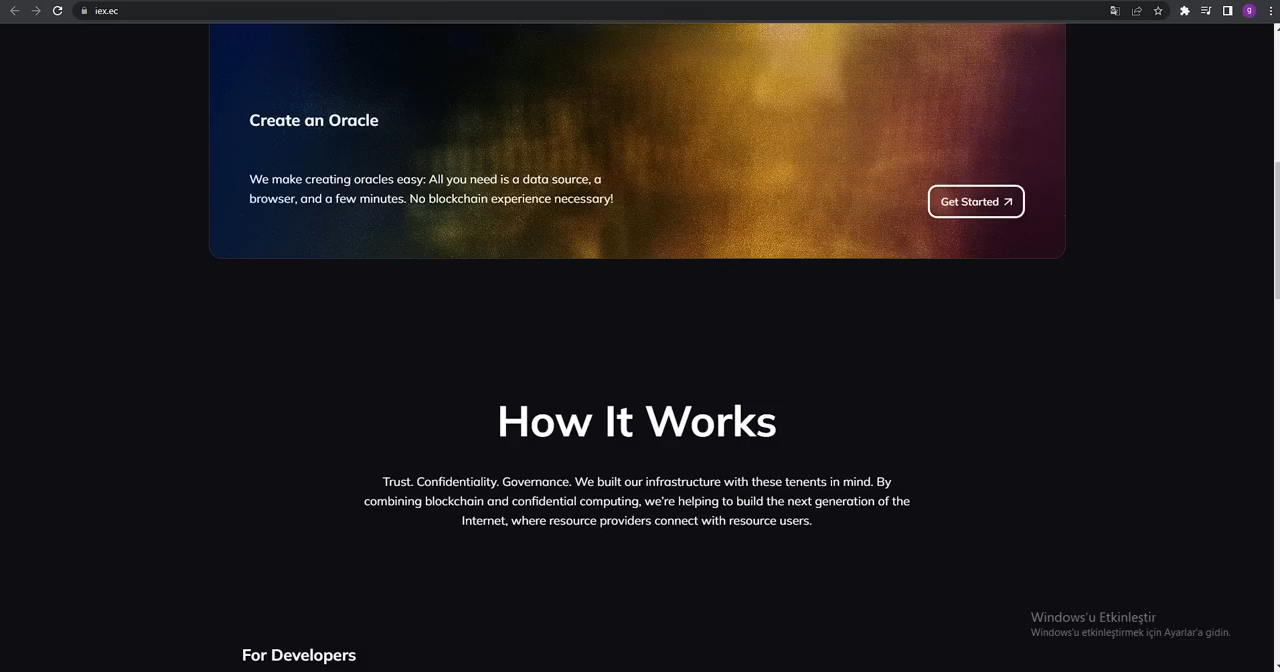 iex.ec
g
Create an Oracle
We make creating oracles easy: All you need is a data source, a
browser, and a few minutes. No blockchain experience necessary!
Get Started
How It Works
Trust. Confidentiality. Governance. We built our infrastructure with these tenents in mind. By
combining blockchain and confidential computing, we're helping to build the next generation of the
Internet, where resource providers connect with resource users.
Windows'u Etkinleştir
Windows'u etkinleştirmek için Ayarlar'a gidin.
For Developers